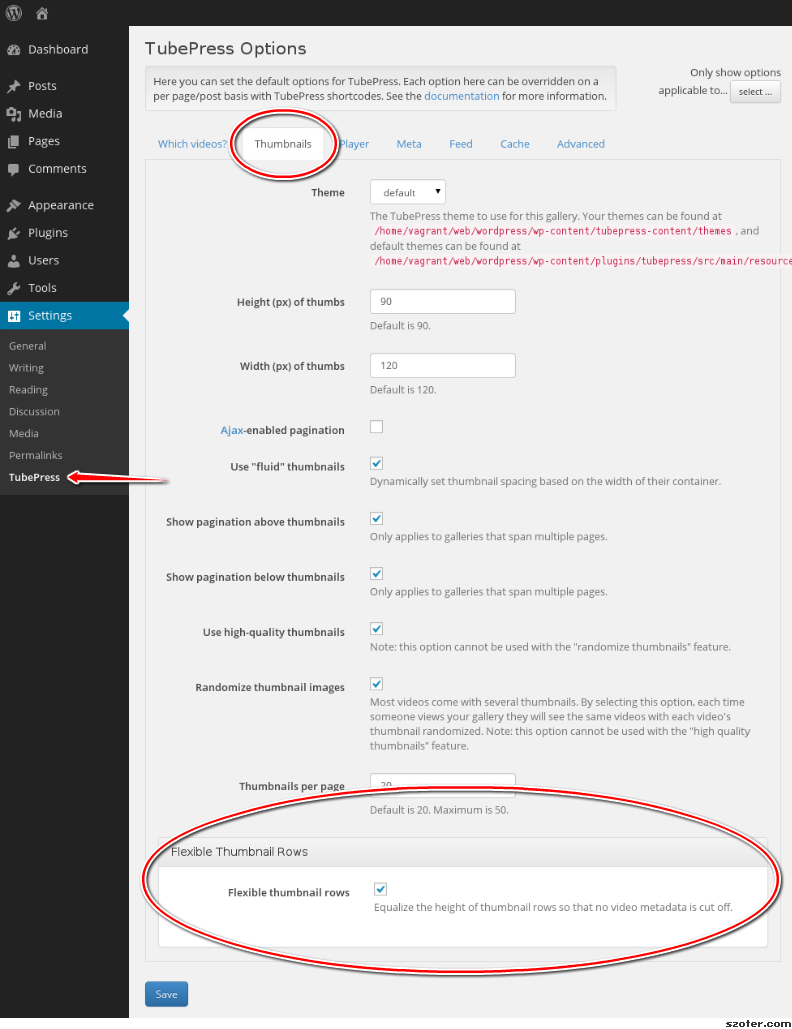 Dashboard
Posts
Media
Pages
Comments
Appearance
Plugins
Users
Tools
Settings
General
Writing
Reading
Discussion
Media
Permalinks
TubePress
TubePress Options
Here you can set the default options for TubePress. Each option here can be overridden on a
per page/post basis with TubePress shortcodes. See the documentation for more information.
Only show options
applicable to... select ...
Which videos? Thumbnails Player Meta Feed Cache Advanced
Theme default
The TubePress theme to use for this gallery. Your themes can be found at
/home/vagrant/web/wordpress/wp-content/tubepress-content/themes , and
default themes can be found at
/home/vagrant/web/wordpress/wp-content/plugins/tubepress/src/main/resource
Height (px) of thumbs 90
Default is 90.
Width (px) of thumbs 120
Default is 120.
Ajax-enabled pagination
Use "fluid" thumbnails
Dynamically set thumbnail spacing based on the width of their container.
Show pagination above thumbnails
Only applies to galleries that span multiple pages.
Show pagination below thumbnails
Only applies to galleries that span multiple pages.
Use high-quality thumbnails
Note: this option cannot be used with the "randomize thumbnails" feature.
Randomize thumbnail images
Most videos come with several thumbnails. By selecting this option, each time
someone views your gallery they will see the same videos with each video's
thumbnail randomized. Note: this option cannot be used with the "high quality
thumbnails" feature.
Thumbnails per page 20
Default is 20. Maximum is 50.
Flexible Thumbnail Rows
Flexible thumbnail rows
Equalize the height of thumbnail rows so that no video metadata is cut off.
Save
szoter.com